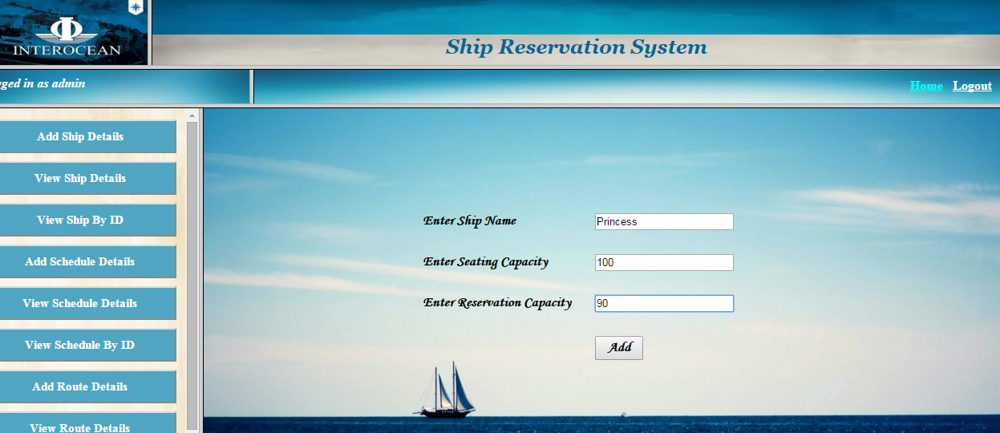 INTEROCEAN
Ship Reservation System
ged in as admin
Home Logout
Add Ship Details
View Ship Details
View Ship By ID
Add Schedule Details
View Schedule Details
View Schedule By ID
Add Route Details
View Route Details
Enter Ship Name Princess
Enter Seating Capacity 100
Enter Reservation Capacity 90
Add